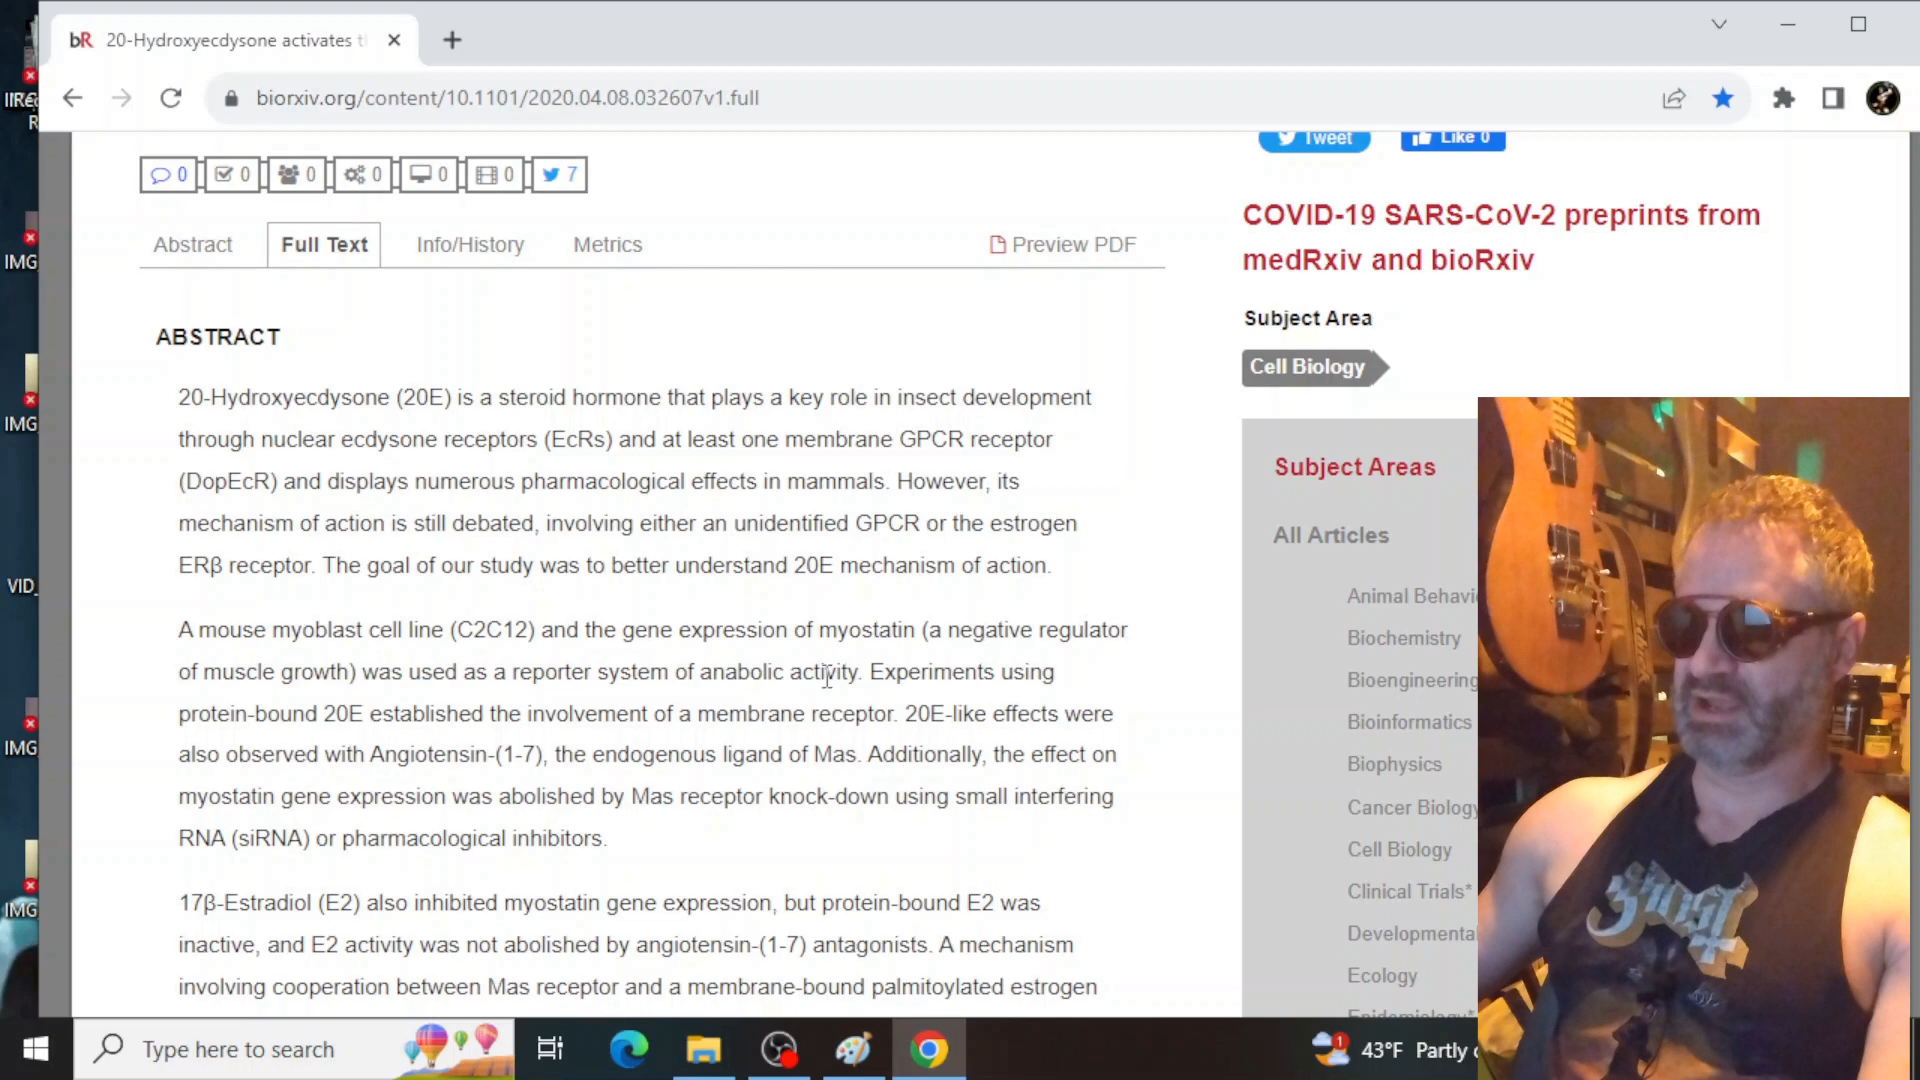 bR 20-Hydroxyecdysone activates t
biorxiv.org/content/10.1101/2020.04.08.032607v1.full
0 0 0 0 0 0 7
Tweet
Like 0
Abstract
Full Text
Info/History
Metrics
Preview PDF
COVID-19 SARS-CoV-2 preprints from
medRxiv and bioRxiv
Subject Area
Cell Biology
ABSTRACT
20-Hydroxyecdysone (20E) is a steroid hormone that plays a key role in insect development
through nuclear ecdysone receptors (EcRs) and at least one membrane GPCR receptor
(DopEcR) and displays numerous pharmacological effects in mammals. However, its
mechanism of action is still debated, involving either an unidentified GPCR or the estrogen
ERβ receptor. The goal of our study was to better understand 20E mechanism of action.
A mouse myoblast cell line (C2C12) and the gene expression of myostatin (a negative regulator
of muscle growth) was used as a reporter system of anabolic activity. Experiments using
protein-bound 20E established the involvement of a membrane receptor. 20E-like effects were
also observed with Angiotensin-(1-7), the endogenous ligand of Mas. Additionally, the effect on
myostatin gene expression was abolished by Mas receptor knock-down using small interfering
RNA (siRNA) or pharmacological inhibitors.
17β-Estradiol (E2) also inhibited myostatin gene expression, but protein-bound E2 was
inactive, and E2 activity was not abolished by angiotensin-(1-7) antagonists. A mechanism
involving cooperation between Mas receptor and a membrane-bound palmitoylated estrogen
Subject Areas
All Articles
Animal Behavi
Biochemistry
Bioengineering
Bioinformatics
Biophysics
Cancer Biology
Cell Biology
Clinical Trials*
Developmental
Ecology
Epidemiology*
IMG
IMG
VID_
IMG
IMG
Ghost
Type here to search
1
43°F Partly c